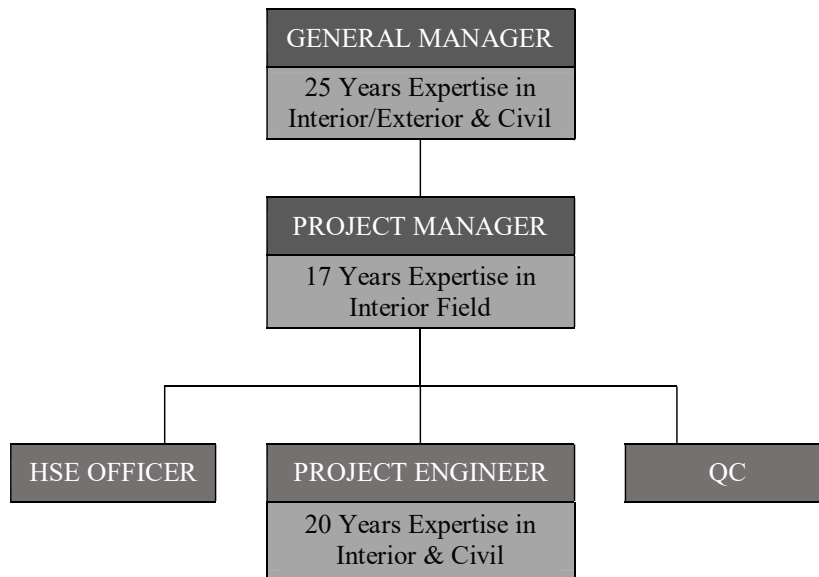 GENERAL MANAGER
25 Years Expertise in
Interior/Exterior & Civil
PROJECT MANAGER
17 Years Expertise in
Interior Field
HSE OFFICER
PROJECT ENGINEER
QC
20 Years Expertise in
Interior & Civil